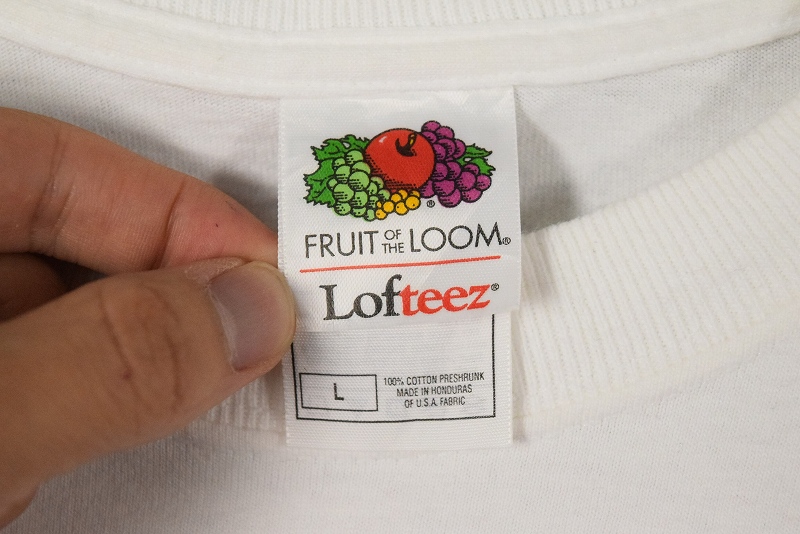 FRUIT OF THE LOOM®
Lofteez®
L
100% COTTON PRESHRUNK
MADE IN HONDURAS
OF U.S.A. FABRIC